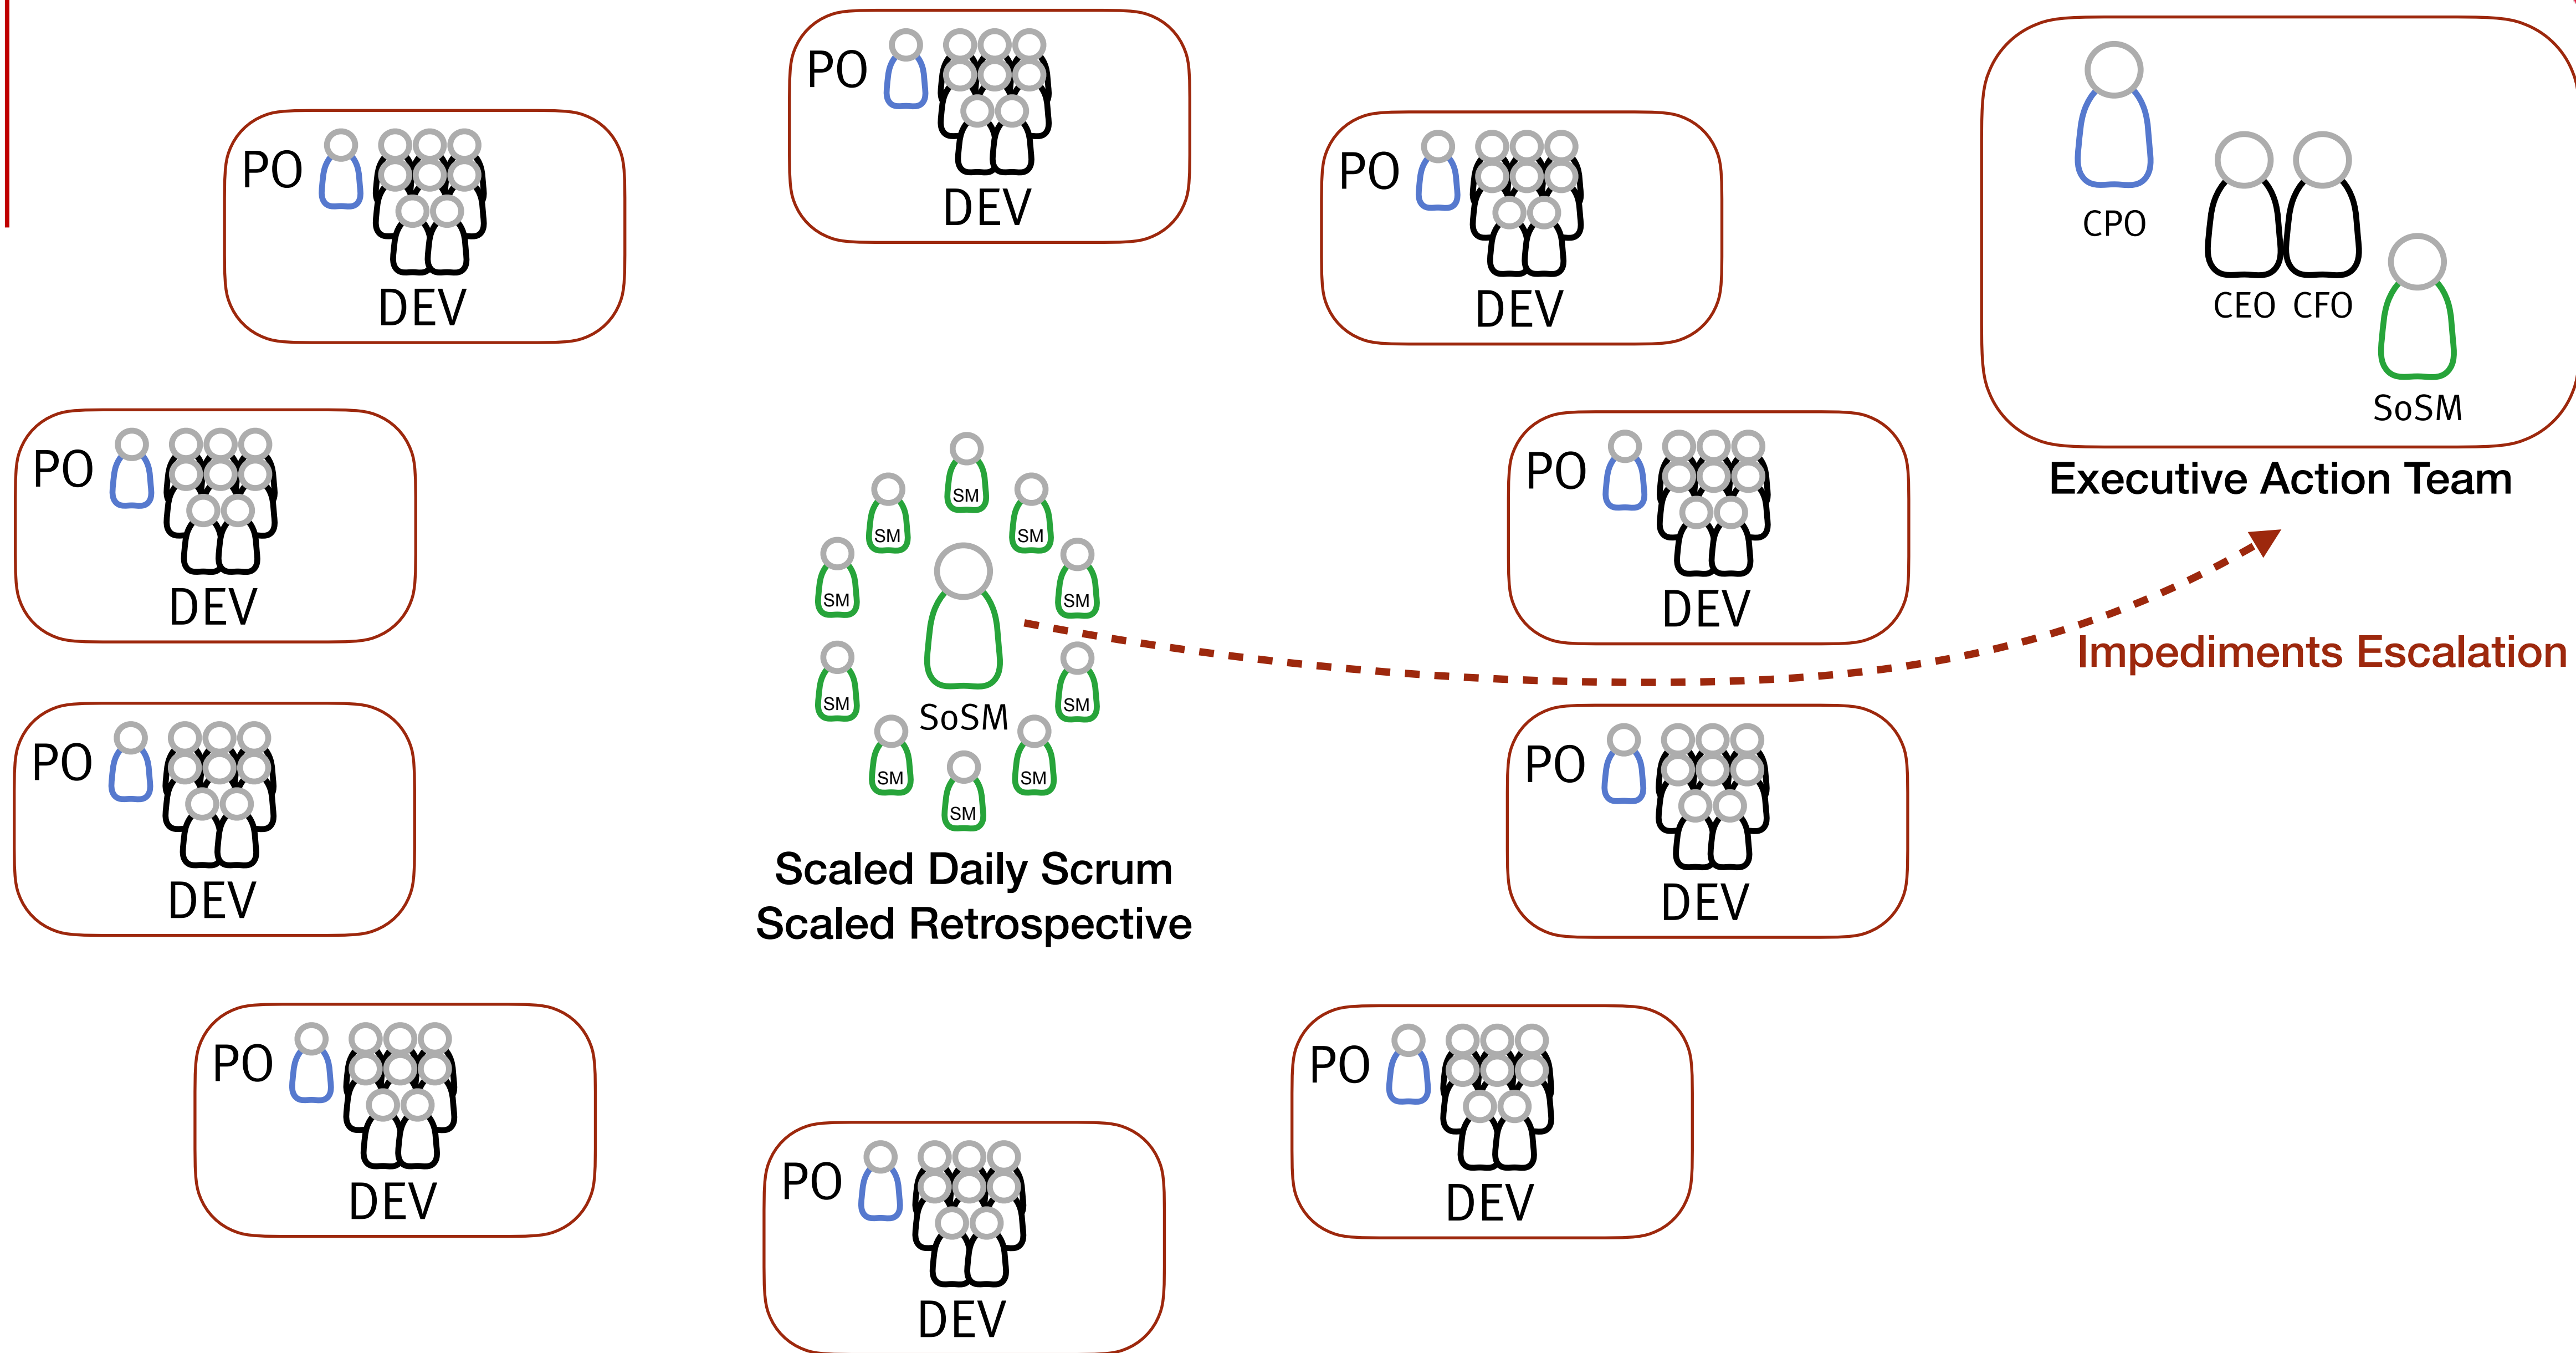 PO
DEV
PO
DEV
PO
DEV
CPO
CEO CFO
SoSM
Executive Action Team
PO
DEV
PO
DEV
SM
SM
SM
SM
SM
SM
SM
SM
SM
SM
SoSM
Scaled Daily Scrum
Scaled Retrospective
Impediments Escalation
PO
DEV
PO
DEV
PO
DEV
PO
DEV
PO
DEV